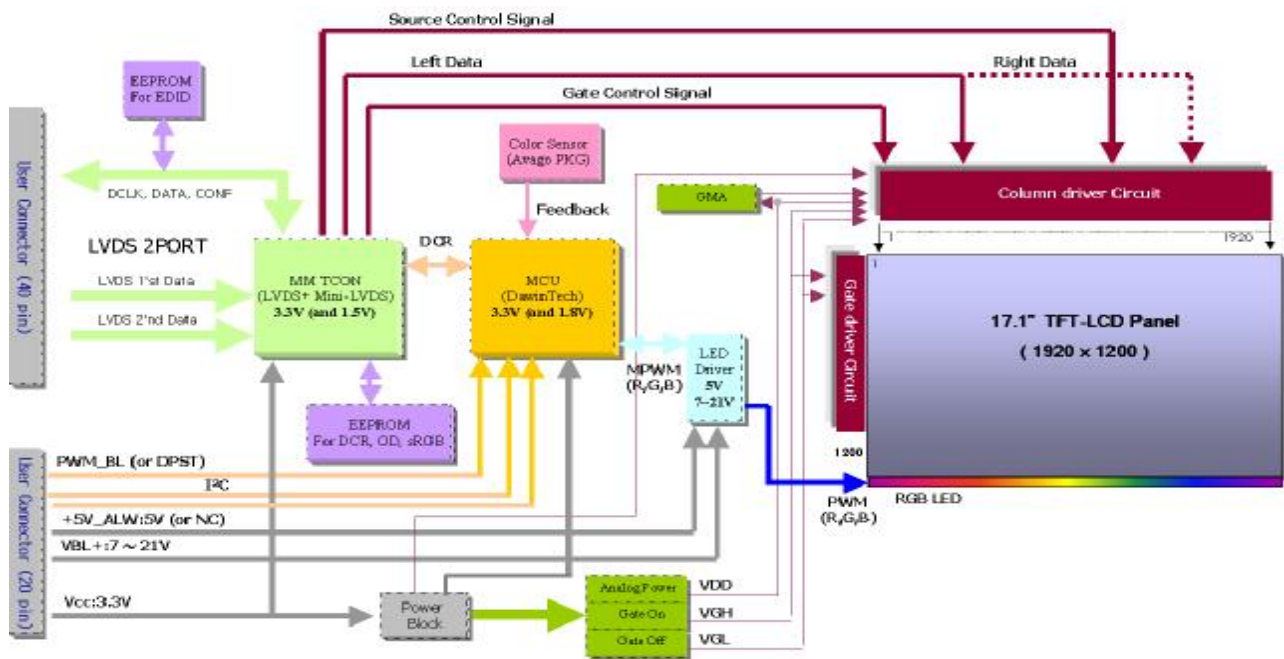 Source Control Signal
Left Data
Right Data
Gate Control Signal
EEPROM
For EDID
Color Sensor
(Avago PKG)
User Connector (40 pin)
DCLK, DATA, CONF
Feedback
GMA
Column driver Circuit
1
1920
LVDS 2PORT
DCR
LVDS 1'st Data
LVDS 2'nd Data
MM TCON
(LVDS+ Mini-LVDS)
3.3V (and 1.5V)
MCU
(DawinTech)
3.3V (and 1.8V)
Gate driver Circuit
1
17.1" TFT-LCD Panel
( 1920 × 1200 )
MPWM
(R,G,B)
LED
Driver
5V
7~21V
EEPROM
For DCR, OD, sRGB
1200
RGB LED
PWM
(R,G,B)
User Connector (20 pin)
PWM_BL (or DPST)
I²C
+5V_ALW:5V (or NC)
VBL+:7 ~ 21V
Vcc:3.3V
Power
Block
Analog Power
VDD
Gate On
VGH
Gate Off
VGL